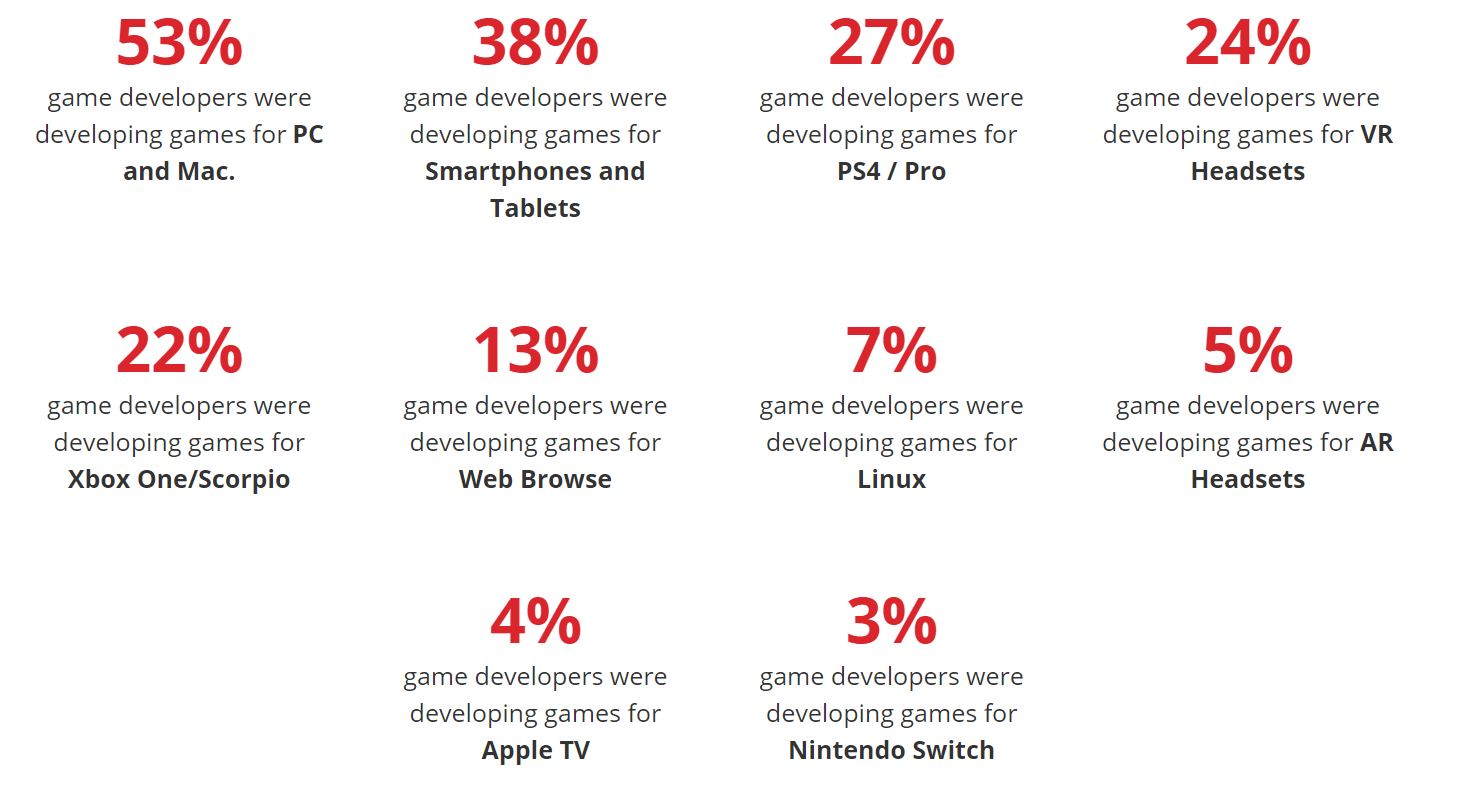 53%
game developers were
developing games for PC
and Mac.
38%
game developers were
developing games for
Smartphones and
Tablets
27%
game developers were
developing games for
PS4 / Pro
24%
game developers were
developing games for VR
Headsets
22%
game developers were
developing games for
Xbox One/Scorpio
13%
game developers were
developing games for
Web Browse
7%
game developers were
developing games for
Linux
5%
game developers were
developing games for AR
Headsets
4%
game developers were
developing games for
Apple TV
3%
game developers were
developing games for
Nintendo Switch